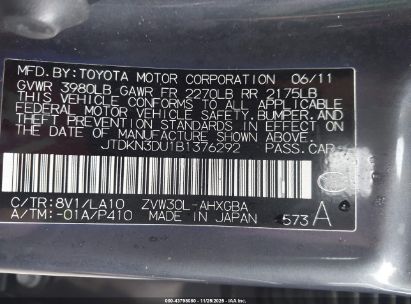 MFD. BY: TOYOTA MOTOR CORPORATION 06/11
GVWR 3980LB GAWR FR 2270LB RR 2175LB
THIS VEHICLE CONFORMS TO ALL APPLICABLE
FEDERAL MOTOR VEHICLE SAFETY, BUMPER, AND
THEFT PREVENTION STANDARDS IN EFFECT ON
THE DATE OF MANUFACTURE SHOWN ABOVE.
JTDKN3DU1B1376292 PASS. CAR
C/TR: 8V1/LA10 ZVW30L-AHXGBA
A/TM: -01A/P410 MADE IN JAPAN 573 A